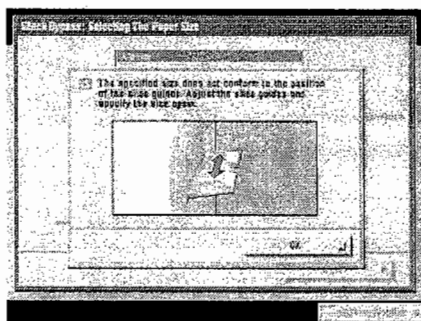 Stack Bypass: Selecting The Paper Size
The specified size does not conform to the position
of the slide guides. Adjust the slide guides and
specify the size again.
OK